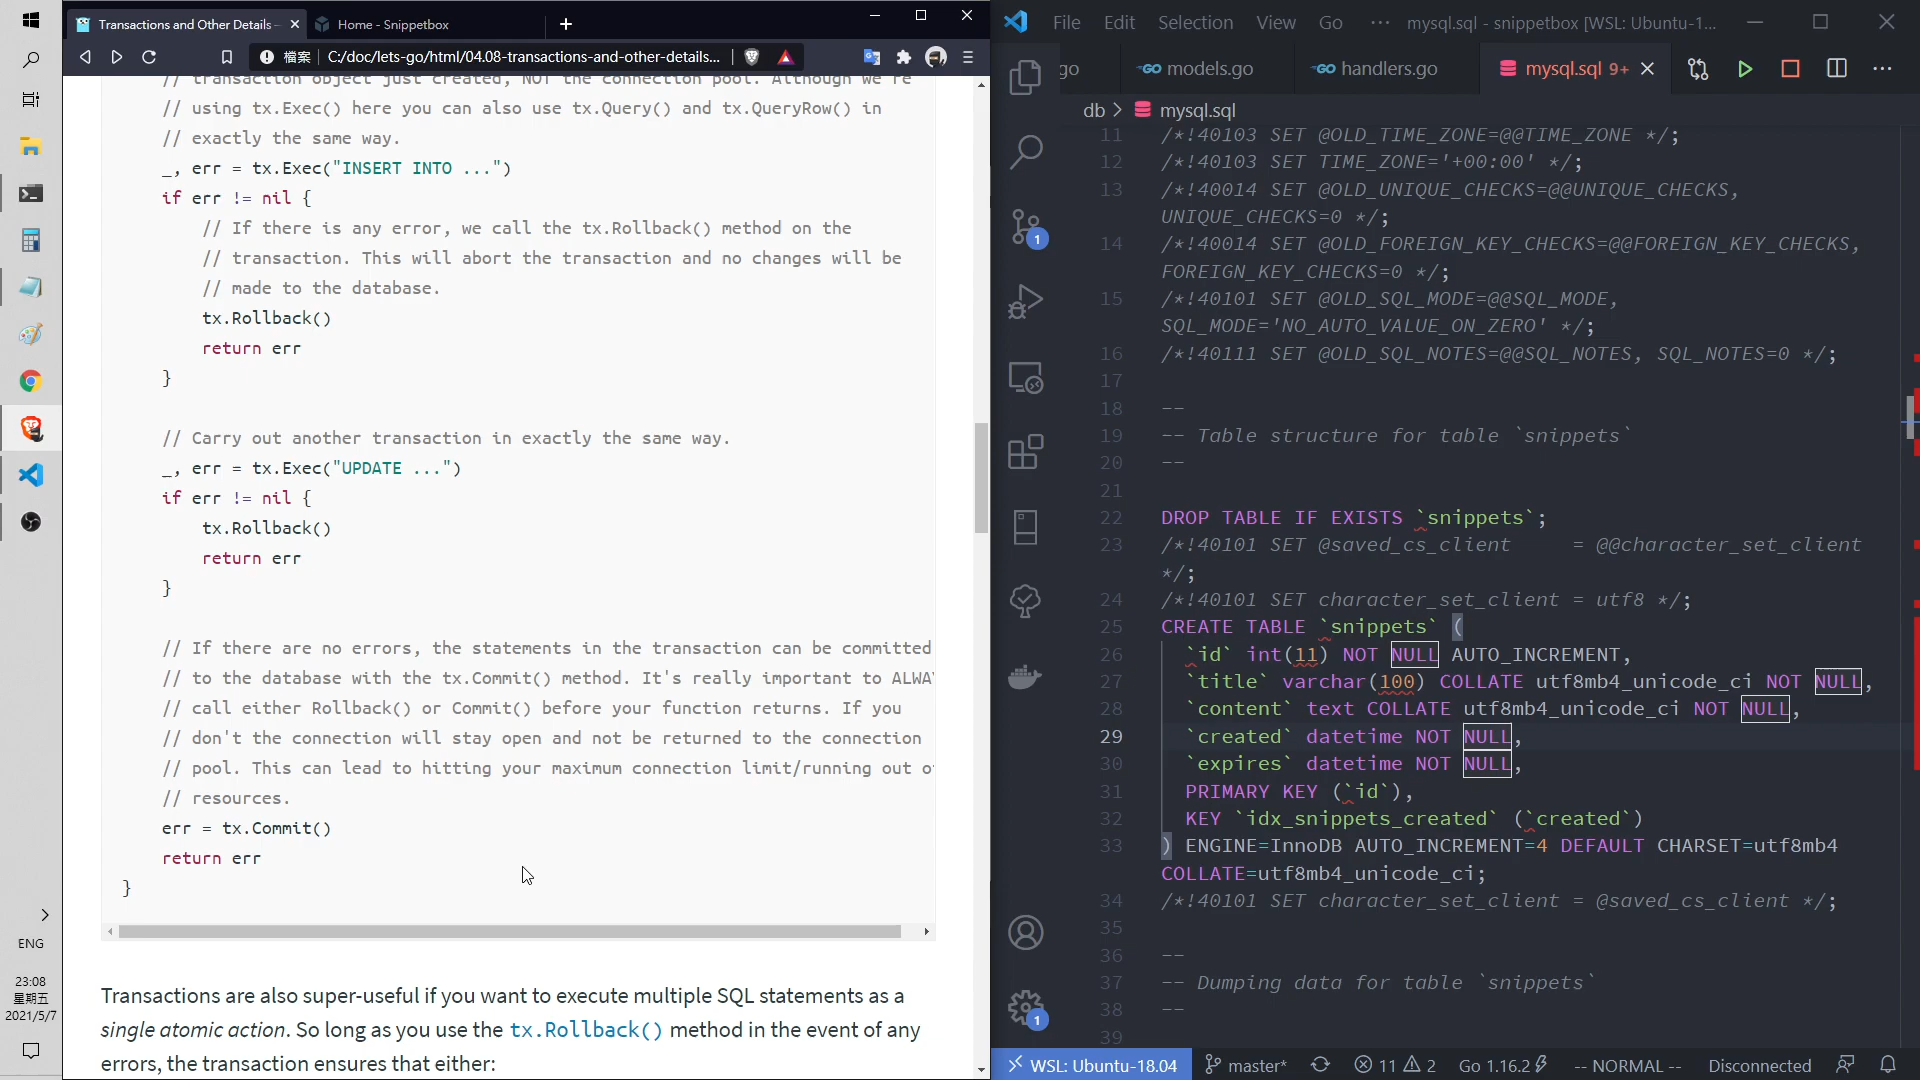 Transactions and Other Details
Home - Snippetbox
檔案
C:/doc/lets-go/html/04.08-transactions-and-other-details...
// transaction object just created, NOT the connection pool. Although we're
// using tx.Exec() here you can also use tx.Query() and tx.QueryRow() in
// exactly the same way.
_, err = tx.Exec("INSERT INTO ...")
if err != nil {
// If there is any error, we call the tx.Rollback() method on the
// transaction. This will abort the transaction and no changes will be
// made to the database.
tx.Rollback()
return err
}
// Carry out another transaction in exactly the same way.
_, err = tx.Exec("UPDATE ...")
if err != nil {
tx.Rollback()
return err
}
// If there are no errors, the statements in the transaction can be committed
// to the database with the tx.Commit() method. It's really important to ALWA
// call either Rollback() or Commit() before your function returns. If you
// don't the connection will stay open and not be returned to the connection
// pool. This can lead to hitting your maximum connection limit/running out o
// resources.
err = tx.Commit()
return err
}
Transactions are also super-useful if you want to execute multiple SQL statements as a
single atomic action. So long as you use the tx.Rollback() method in the event of any
errors, the transaction ensures that either:
ENG
23:08
星期五
2021/5/7
File Edit Selection View Go ··· mysql.sql - snippetbox [WSL: Ubuntu-1...
go models.go handlers.go mysql.sql 9+
db > mysql.sql
11 /*!40103 SET @OLD_TIME_ZONE=@@TIME_ZONE */;
12 /*!40103 SET TIME_ZONE='+00:00' */;
13 /*!40014 SET @OLD_UNIQUE_CHECKS=@@UNIQUE_CHECKS,
UNIQUE_CHECKS=0 */;
14 /*!40014 SET @OLD_FOREIGN_KEY_CHECKS=@@FOREIGN_KEY_CHECKS,
FOREIGN_KEY_CHECKS=0 */;
15 /*!40101 SET @OLD_SQL_MODE=@@SQL_MODE,
SQL_MODE='NO_AUTO_VALUE_ON_ZERO' */;
16 /*!40111 SET @OLD_SQL_NOTES=@@SQL_NOTES, SQL_NOTES=0 */;
17
18 --
19 -- Table structure for table `snippets`
20 --
21
22 DROP TABLE IF EXISTS `snippets`;
23 /*!40101 SET @saved_cs_client     = @@character_set_client
*/;
24 /*!40101 SET character_set_client = utf8 */;
25 CREATE TABLE `snippets` (
26 `id` int(11) NOT NULL AUTO_INCREMENT,
27 `title` varchar(100) COLLATE utf8mb4_unicode_ci NOT NULL,
28 `content` text COLLATE utf8mb4_unicode_ci NOT NULL,
29 `created` datetime NOT NULL,
30 `expires` datetime NOT NULL,
31 PRIMARY KEY (`id`),
32 KEY `idx_snippets_created` (`created`)
33 ) ENGINE=InnoDB AUTO_INCREMENT=4 DEFAULT CHARSET=utf8mb4
COLLATE=utf8mb4_unicode_ci;
34 /*!40101 SET character_set_client = @saved_cs_client */;
35
36 --
37 -- Dumping data for table `snippets`
38 --
39
1
1
WSL: Ubuntu-18.04 master* 11 2 Go 1.16.2 -- NORMAL -- Disconnected